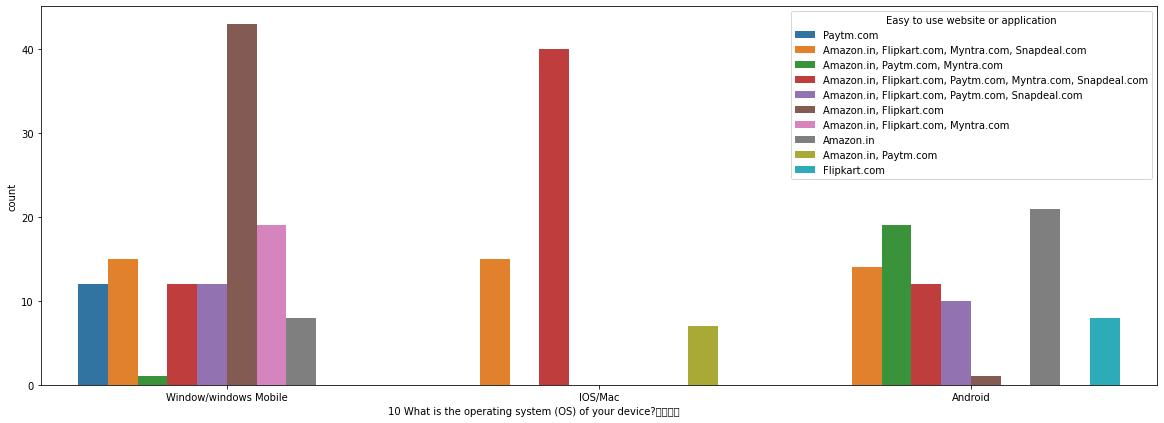 Easy to use website or application
Paytm.com
Amazon.in, Flipkart.com, Myntra.com, Snapdeal.com
Amazon.in, Paytm.com, Myntra.com
Amazon.in, Flipkart.com, Paytm.com, Myntra.com, Snapdeal.com
Amazon.in, Flipkart.com, Paytm.com, Snapdeal.com
Amazon.in, Flipkart.com
Amazon.in, Flipkart.com, Myntra.com
Amazon.in
Amazon.in, Paytm.com
Flipkart.com
count
40
30
20
10
0
Window/windows Mobile
IOS/Mac
Android
10 What is the operating system (OS) of your device?